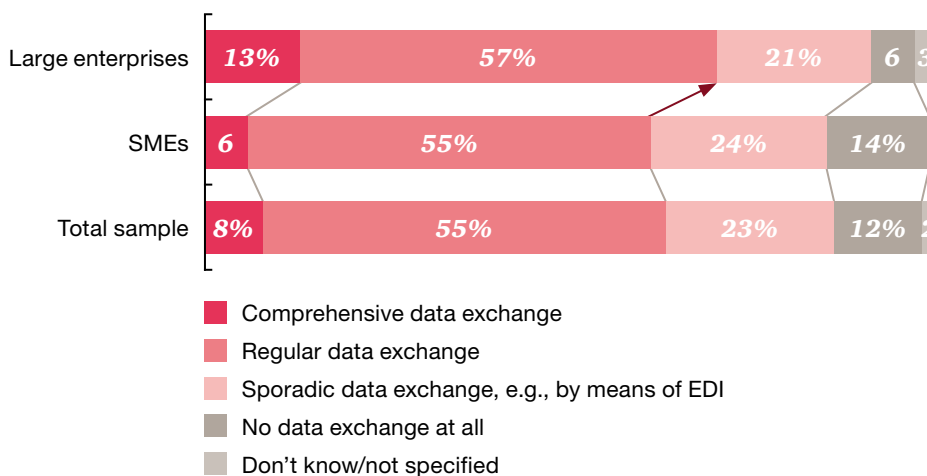 Large enterprises 13% 57% 21% 6 3
SMEs 6 55% 24% 14%
Total sample 8% 55% 23% 12% 2
Comprehensive data exchange
Regular data exchange
Sporadic data exchange, e.g., by means of EDI
No data exchange at all
Don't know/not specified